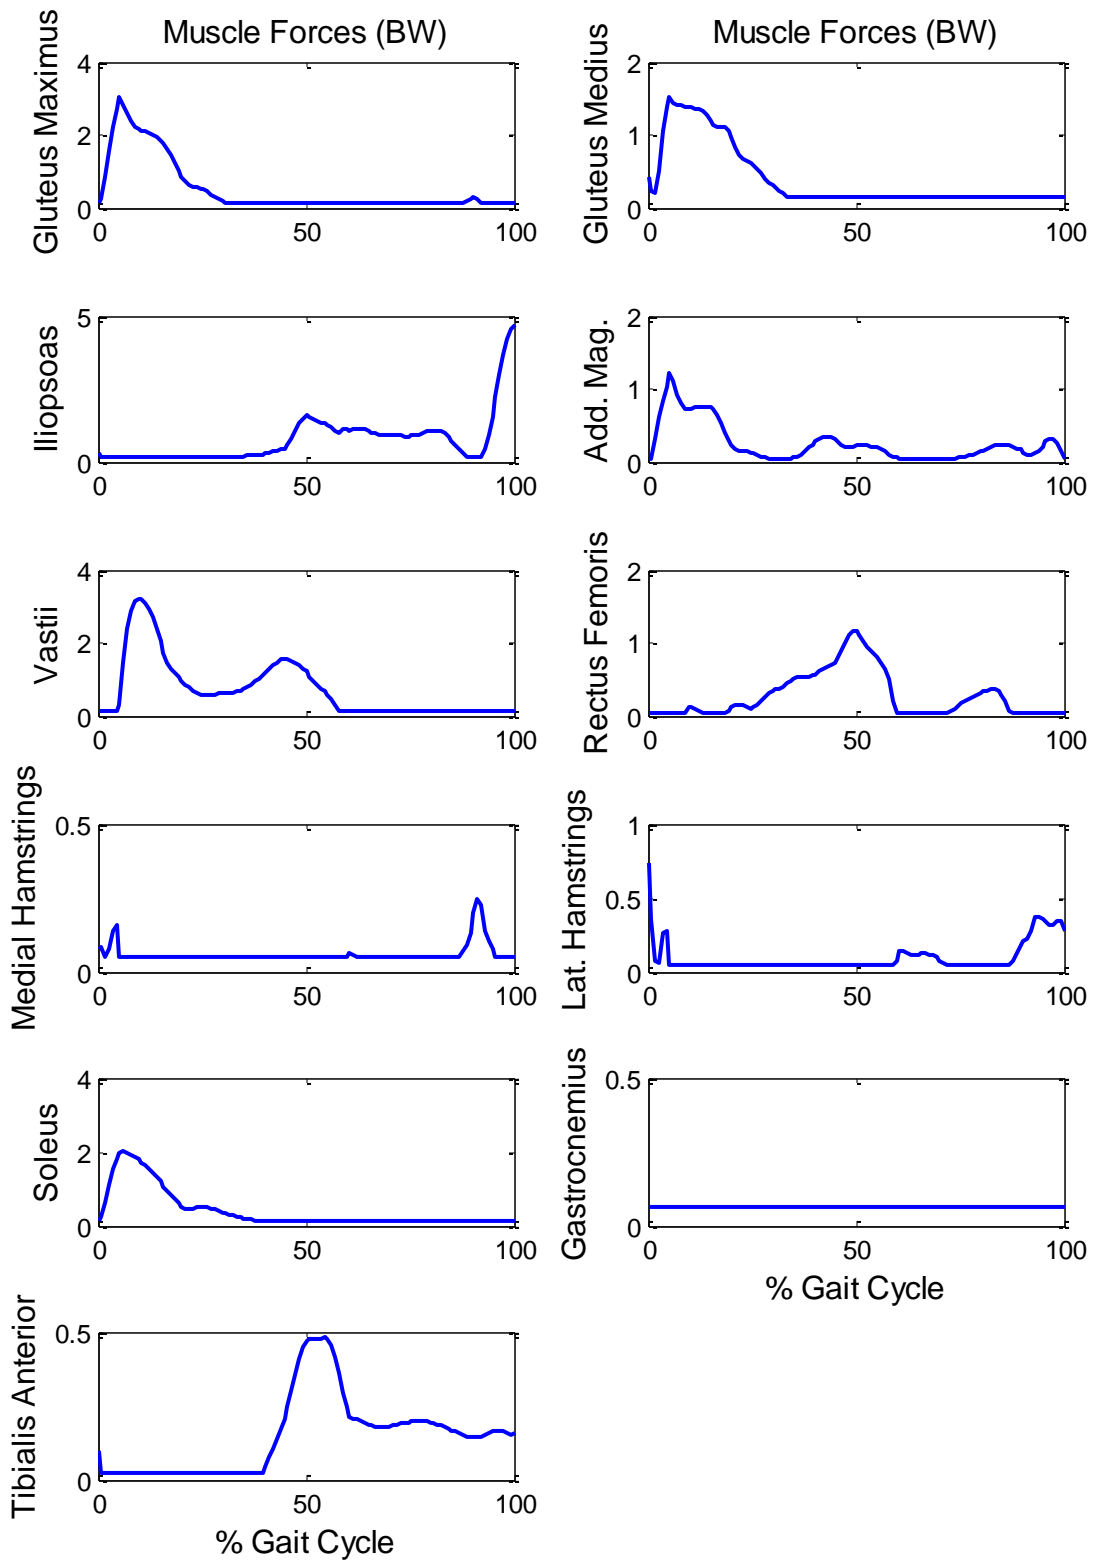 Muscle Forces (BW)
Gluteus Maximus
4
2
0
0 50 100
Muscle Forces (BW)
Gluteus Medius
2
1
0
0 50 100
Iliopsoas
5
0
0 50 100
Add. Mag.
2
1
0
0 50 100
Vastii
4
2
0
0 50 100
Rectus Femoris
2
1
0
0 50 100
Medial Hamstrings
0.5
0
0 50 100
Lat. Hamstrings
1
0.5
0
0 50 100
Soleus
4
2
0
0 50 100
Gastrocnemius
0.5
0
0 50 100
% Gait Cycle
Tibialis Anterior
0.5
0
0 50 100
% Gait Cycle